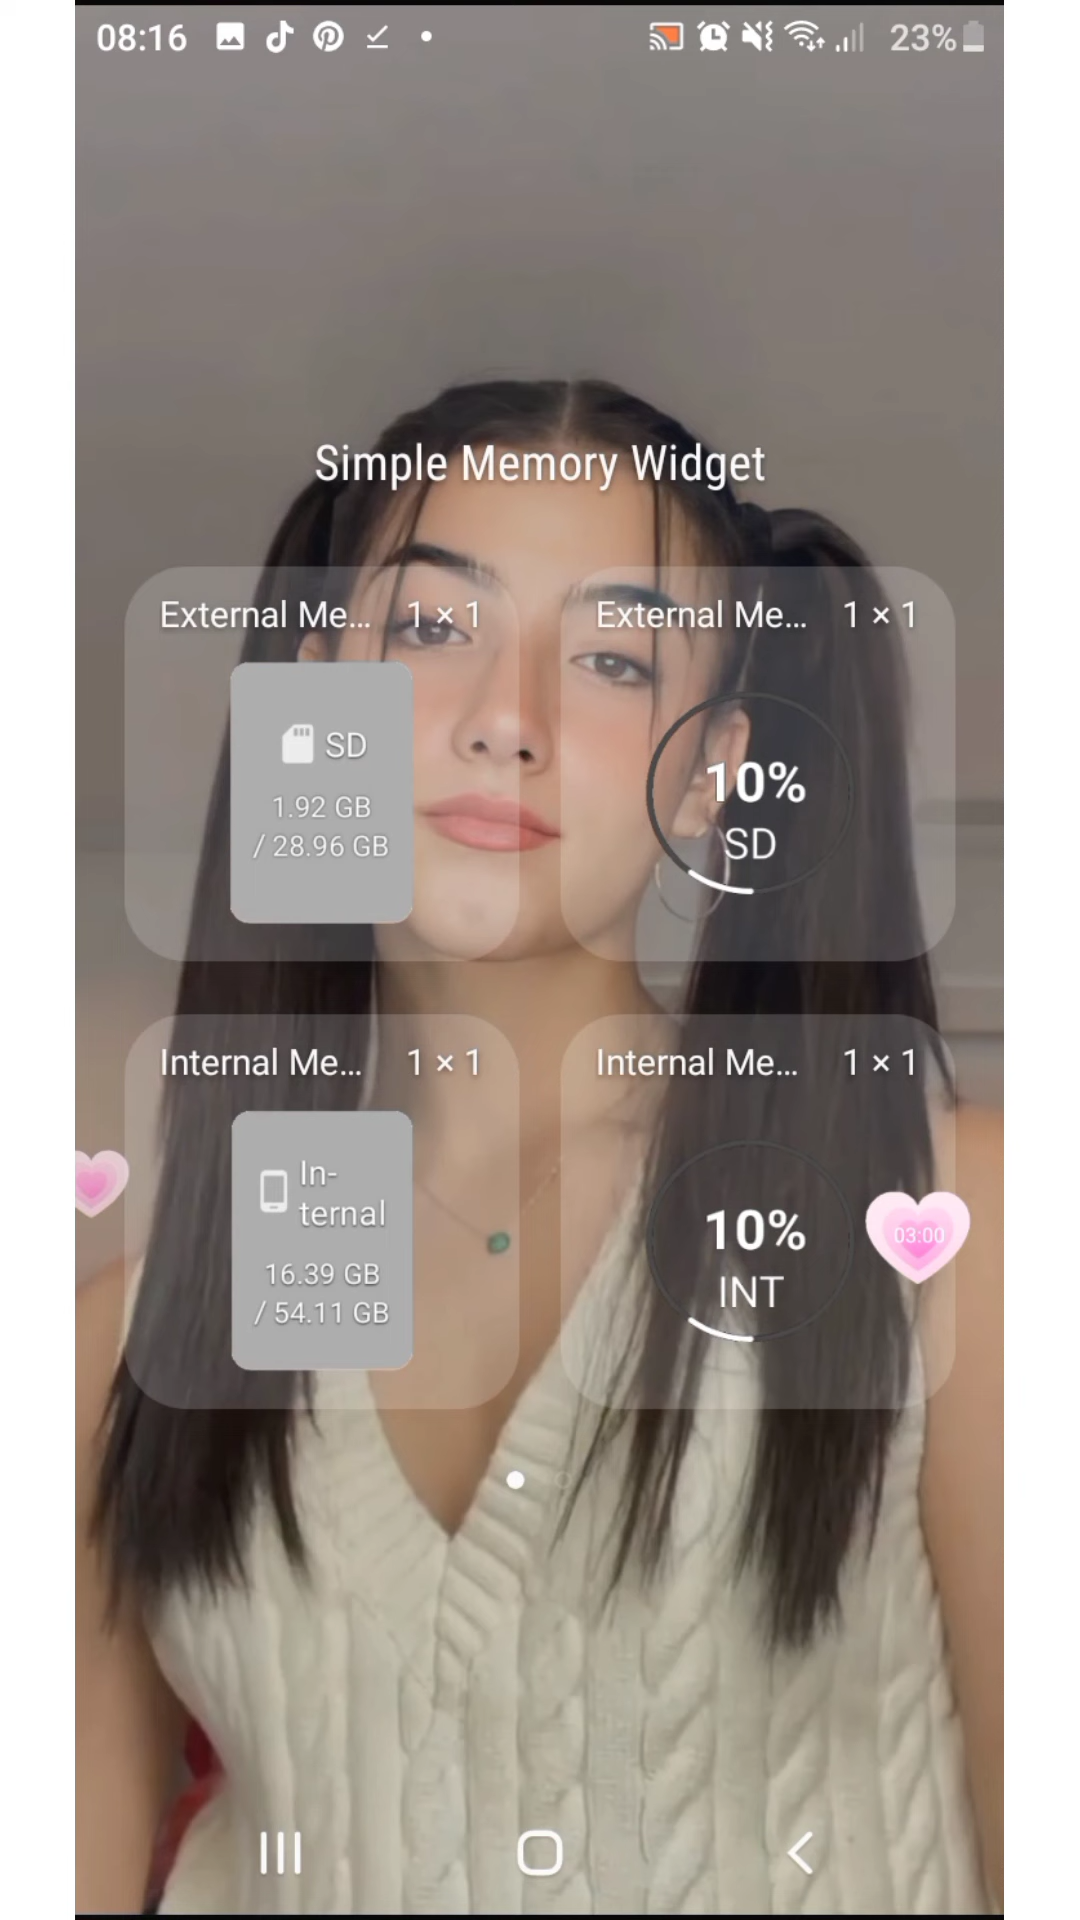 08:16 23%
Simple Memory Widget
External Me... 1 × 1
SD
1.92 GB
/ 28.96 GB
External Me... 1 × 1
10%
SD
Internal Me... 1 × 1
In-
ternal
16.39 GB
/ 54.11 GB
Internal Me... 1 × 1
10%
INT
03:00